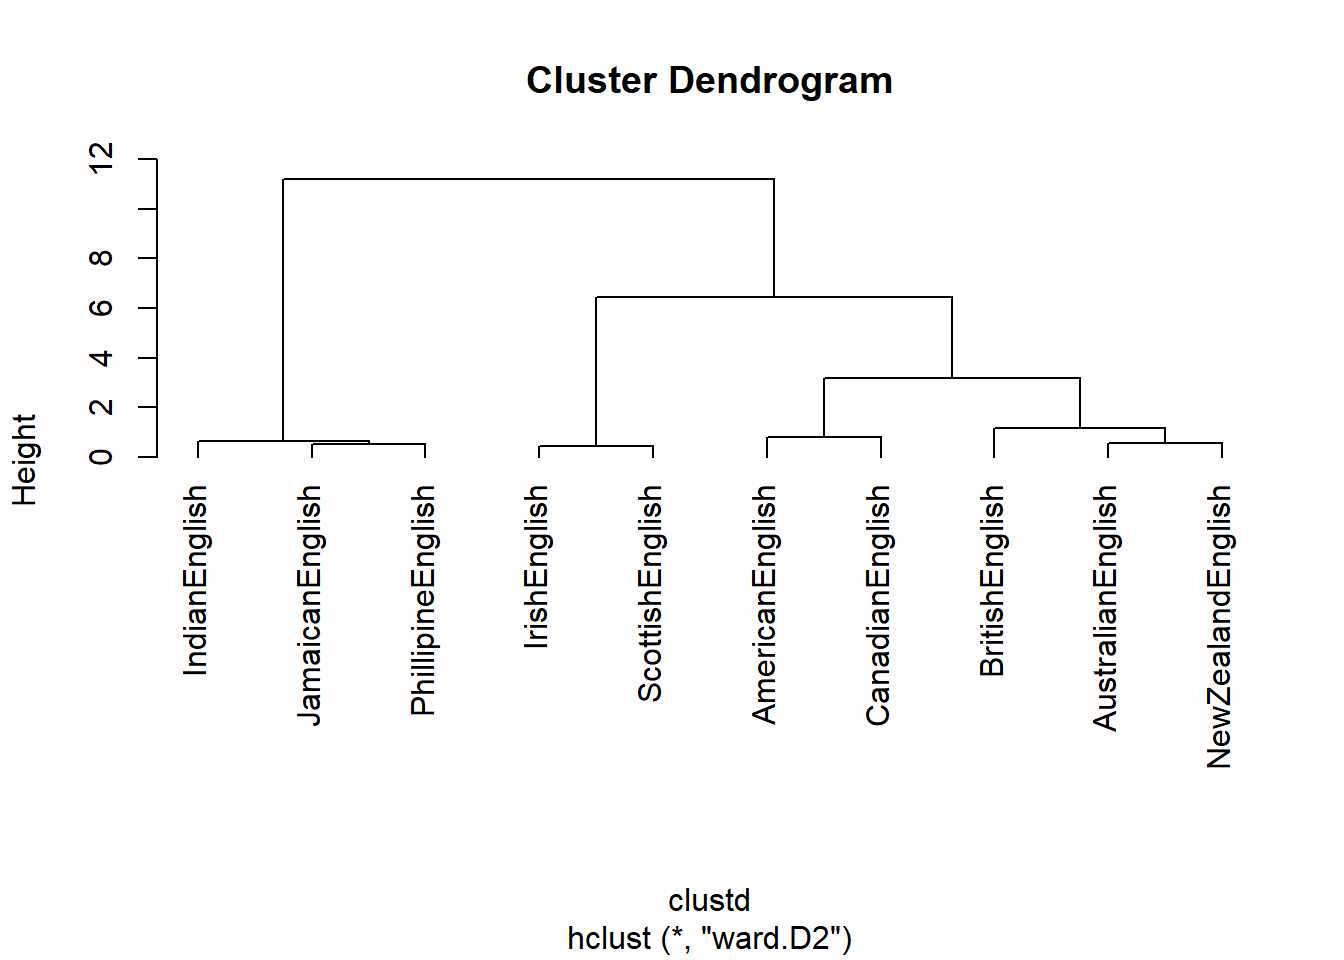 Cluster Dendrogram
12
8
6
4
2
0
Height
IndianEnglish
JamaicanEnglish
PhillipineEnglish
IrishEnglish
ScottishEnglish
AmericanEnglish
CanadianEnglish
BritishEnglish
AustralianEnglish
NewZealandEnglish
clustd
hclust (*, "ward.D2")